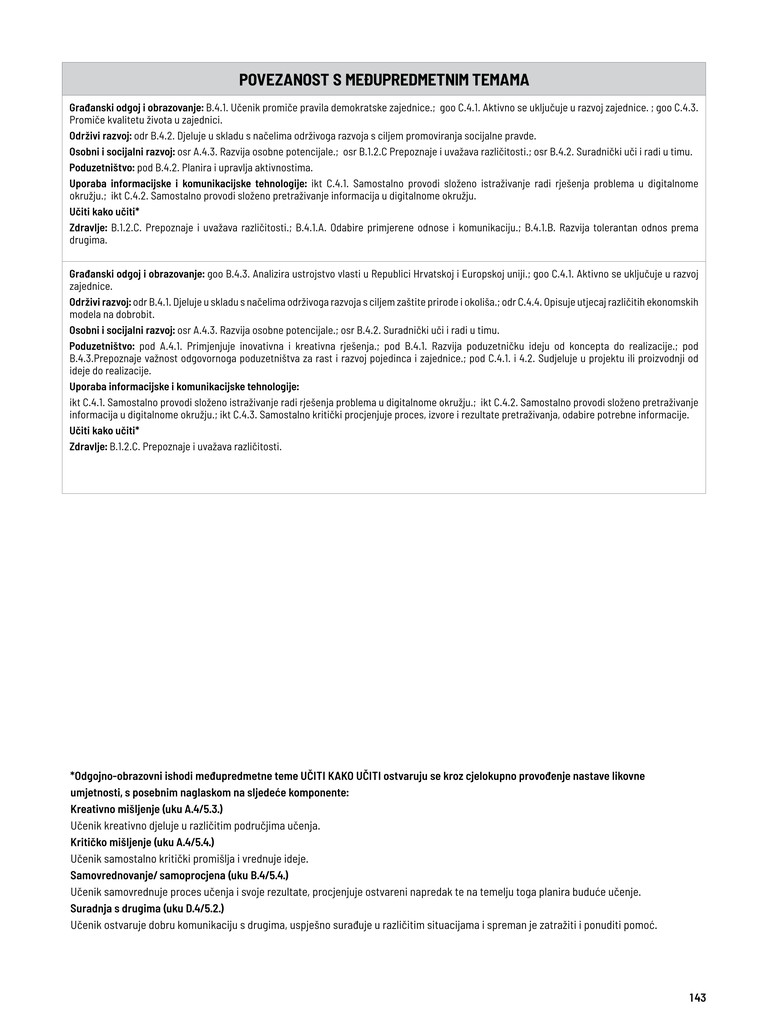 POVEZANOST S MEĐUPREDMETNIM TEMAMA
Građanski odgoj i obrazovanje: B.4.1. Učenik promiče pravila demokratske zajednice.; goo C.4.1. Aktivno se uključuje u razvoj zajednice. ; goo C.4.3.
Promiče kvalitetu života u zajednici.
Održivi razvoj: odr B.4.2. Djeluje u skladu s načelima održivoga razvoja s ciljem promoviranja socijalne pravde.
Osobni i socijalni razvoj: osr A.4.3. Razvija osobne potencijale.; osr B.1.2.C Prepoznaje i uvažava različitosti.; osr B.4.2. Suradnički uči i radi u timu.
Poduzetništvo: pod B.4.2. Planira i upravlja aktivnostima.
Uporaba informacijske i komunikacijske tehnologije: ikt C.4.1. Samostalno provodi složeno istraživanje radi rješenja problema u digitalnome
okružju.; ikt C.4.2. Samostalno provodi složeno pretraživanje informacija u digitalnome okružju.
Učiti kako učiti*
Zdravlje: B.1.2.C. Prepoznaje i uvažava različitosti.; B.4.1.A. Odabire primjerene odnose i komunikaciju.; B.4.1.B. Razvija tolerantan odnos prema
drugima.
Građanski odgoj i obrazovanje: goo B.4.3. Analizira ustrojstvo vlasti u Republici Hrvatskoj i Europskoj uniji.; goo C.4.1. Aktivno se uključuje u razvoj
zajednice.
Održivi razvoj: odr B.4.1. Djeluje u skladu s načelima održivoga razvoja s ciljem zaštite prirode i okoliša.; odr C.4.4. Opisuje utjecaj različitih ekonomskih
modela na dobrobit.
Osobni i socijalni razvoj: osr A.4.3. Razvija osobne potencijale.; osr B.4.2. Suradnički uči i radi u timu.
Poduzetništvo: pod A.4.1. Primjenjuje inovativna i kreativna rješenja.; pod B.4.1. Razvija poduzetničku ideju od koncepta do realizacije.; pod
B.4.3.Prepoznaje važnost odgovornoga poduzetništva za rast i razvoj pojedinca i zajednice.; pod C.4.1. i 4.2. Sudjeluje u projektu ili proizvodnji od
ideje do realizacije.
Uporaba informacijske i komunikacijske tehnologije:
ikt C.4.1. Samostalno provodi složeno istraživanje radi rješenja problema u digitalnome okružju.; ikt C.4.2. Samostalno provodi složeno pretraživanje
informacija u digitalnome okružju.; ikt C.4.3. Samostalno kritički procjenjuje proces, izvore i rezultate pretraživanja, odabire potrebne informacije.
Učiti kako učiti*
Zdravlje: B.1.2.C. Prepoznaje i uvažava različitosti.
*Odgojno-obrazovni ishodi međupredmetne teme UČITI KAKO UČITI ostvaruju se kroz cjelokupno provođenje nastave likovne
umjetnosti, s posebnim naglaskom na sljedeće komponente:
Kreativno mišljenje (uku A.4/5.3.)
Učenik kreativno djeluje u različitim područjima učenja.
Kritičko mišljenje (uku A.4/5.4.)
Učenik samostalno kritički promišlja i vrednuje ideje.
Samovrednovanje/ samoprocjena (uku B.4/5.4.)
Učenik samovrednuje proces učenja i svoje rezultate, procjenjuje ostvareni napredak te na temelju toga planira buduće učenje.
Suradnja s drugima (uku D.4/5.2.)
Učenik ostvaruje dobru komunikaciju s drugima, uspješno surađuje u različitim situacijama i spreman je zatražiti i ponuditi pomoć.
143